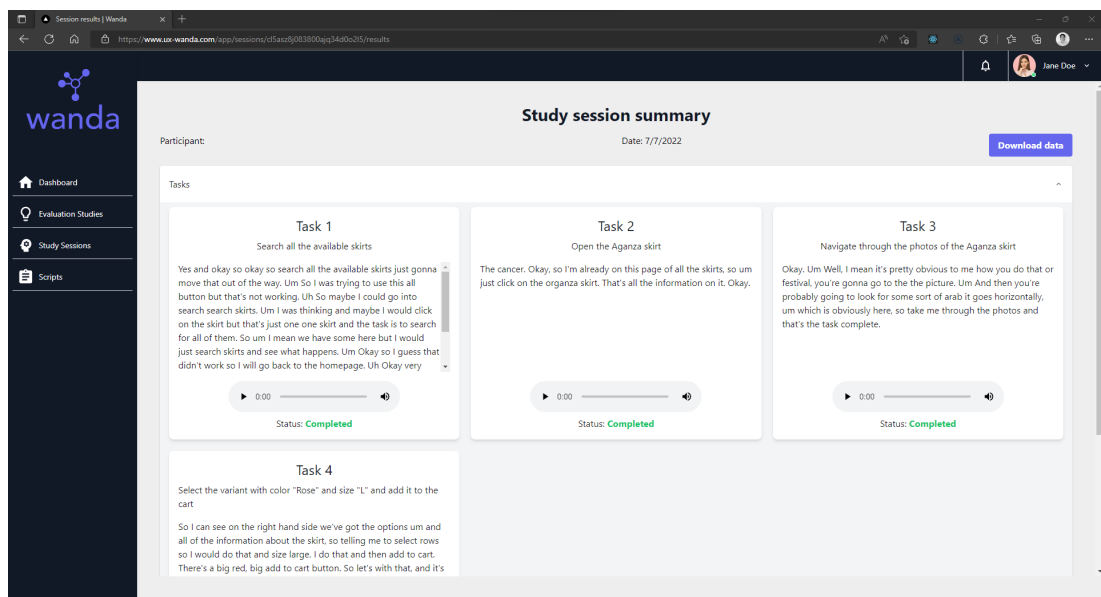 Session results | Wanda
https://www.ux-wanda.com/app/sessions/cl5asz8j083800ajq34d0o2l5/results
Jane Doe
wanda
Dashboard
Evaluation Studies
Study Sessions
Scripts
Study session summary
Participant:
Date: 7/7/2022
Download data
Tasks
Task 1
Search all the available skirts
Yes and okay so okay so search all the available skirts just gonna
move that out of the way. Um So I was trying to use this all
button but that's not working. Uh So maybe I could go into
search search skirts. Um I was thinking and maybe I would click
on the skirt but that's just one one skirt and the task is to search
for all of them. So um I mean we have some here but I would
just search skirts and see what happens. Um Okay so I guess that
didn't work so I will go back to the homepage. Uh Okay very
0:00
Status: Completed
Task 2
Open the Aganza skirt
The cancer. Okay, so I'm already on this page of all the skirts, so um
just click on the organza skirt. That's all the information on it. Okay.
0:00
Status: Completed
Task 3
Navigate through the photos of the Aganza skirt
Okay. Um Well, I mean it's pretty obvious to me how you do that or
festival, you're gonna go to the the picture. Um And then you're
probably going to look for some sort of arab it goes horizontally,
um which is obviously here, so take me through the photos and
that's the task complete.
0:00
Status: Completed
Task 4
Select the variant with color "Rose" and size "L" and add it to the
cart
So I can see on the right hand side we've got the options um and
all of the information about the skirt, so telling me to select rows
so I would do that and size large. I do that and then add to cart.
There's a big red, big add to cart button. So let's with that, and it's